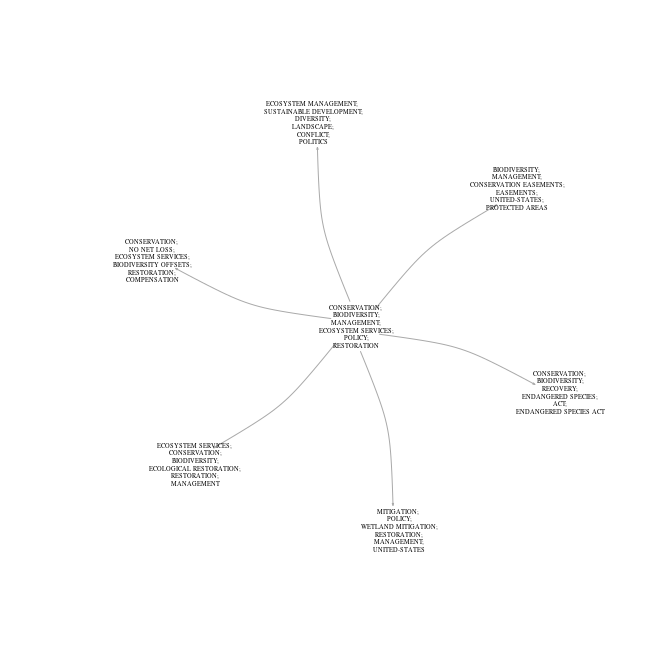 ECOSYSTEM MANAGEMENT;
SUSTAINABLE DEVELOPMENT;
DIVERSITY;
LANDSCAPE;
CONFLICT;
POLITICS
BIODIVERSITY;
MANAGEMENT;
CONSERVATION EASEMENTS;
EASEMENTS;
UNITED-STATES;
PROTECTED AREAS
CONSERVATION;
NO NET LOSS;
ECOSYSTEM SERVICES;
BIODIVERSITY OFFSETS;
RESTORATION;
COMPENSATION
CONSERVATION;
BIODIVERSITY;
MANAGEMENT;
ECOSYSTEM SERVICES;
POLICY;
RESTORATION
CONSERVATION;
BIODIVERSITY;
RECOVERY;
ENDANGERED SPECIES;
ACT;
ENDANGERED SPECIES ACT
ECOSYSTEM SERVICES;
CONSERVATION;
BIODIVERSITY;
ECOLOGICAL RESTORATION;
RESTORATION;
MANAGEMENT
MITIGATION;
POLICY;
WETLAND MITIGATION;
RESTORATION;
MANAGEMENT;
UNITED-STATES